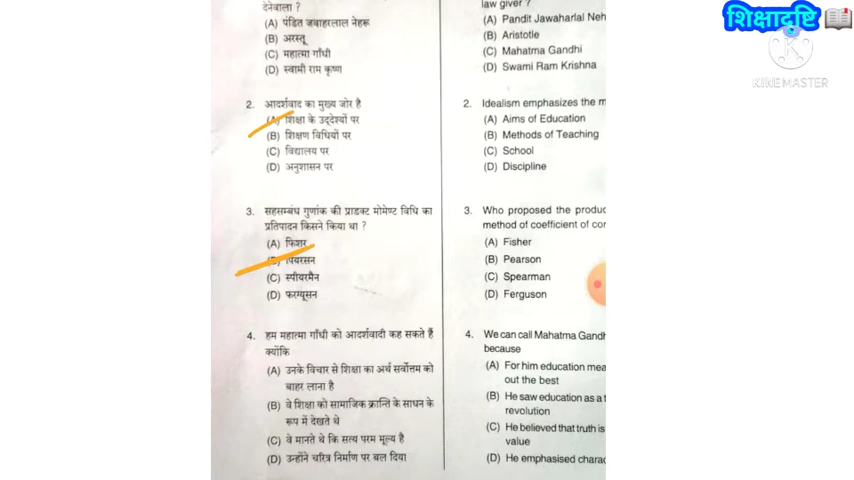 शिक्षादृष्टि
KINEMASTER
देनेवाला ?
(A) पंडित जवाहरलाल नेहरू
(B) अरस्तू
(C) महात्मा गाँधी
(D) स्वामी राम कृष्ण
2. आदर्शवाद का मुख्य जोर है
(A) शिक्षा के उद्देश्यों पर
(B) शिक्षण विधियों पर
(C) विद्यालय पर
(D) अनुशासन पर
3. सहसम्बंध गुणांक की प्राडक्ट मोमेण्ट विधि का
प्रतिपादन किसने किया था ?
(A) फिशर
(B) पियरसन
(C) स्पीयरमैन
(D) फरग्यूसन
4. हम महात्मा गाँधी को आदर्शवादी कह सकते हैं
क्योंकि
(A) उनके विचार से शिक्षा का अर्थ सर्वोत्तम को
बाहर लाना है
(B) वे शिक्षा को सामाजिक क्रान्ति के साधन के
रूप में देखते थे
(C) वे मानते थे कि सत्य परम मूल्य है
(D) उन्होंने चरित्र निर्माण पर बल दिया
law giver ?
(A) Pandit Jawaharlal Neh
(B) Aristotle
(C) Mahatma Gandhi
(D) Swami Ram Krishna
2. Idealism emphasizes the m
(A) Aims of Education
(B) Methods of Teaching
(C) School
(D) Discipline
3. Who proposed the produc
method of coefficient of cor
(A) Fisher
(B) Pearson
(C) Spearman
(D) Ferguson
4. We can call Mahatma Gandh
because
(A) For him education mea
out the best
(B) He saw education as a t
revolution
(C) He believed that truth is
value
(D) He emphasised charac